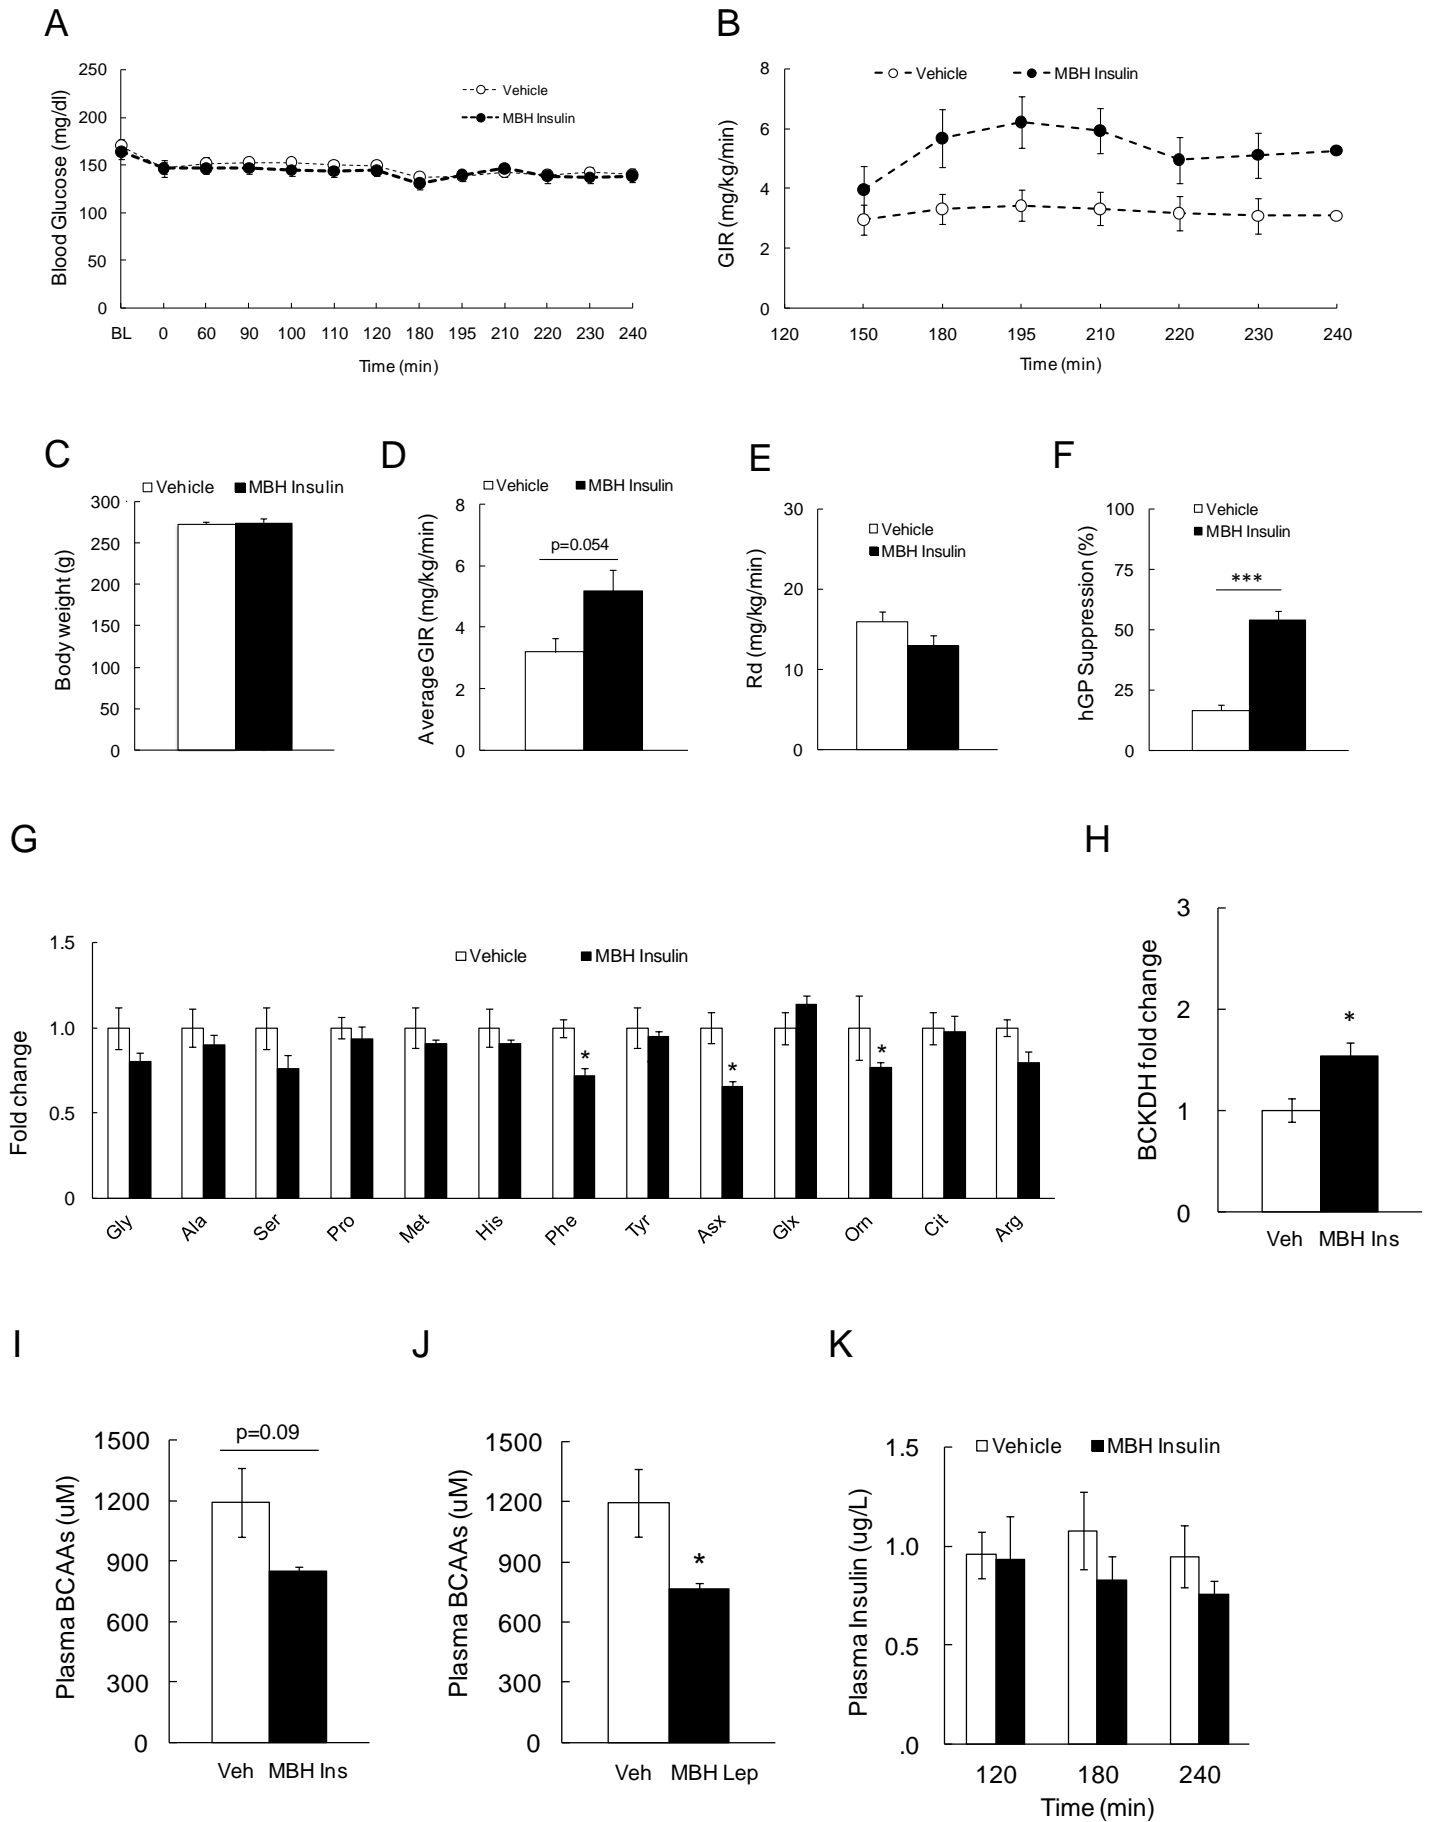 A
B
250
200
150
100
50
0
Blood Glucose (mg/dl)
Vehicle
MBH Insulin
BL 0 60 90 100 110 120 180 195 210 220 230 240
Time (min)
8
6
4
2
0
GIR (mg/kg/min)
Vehicle MBH Insulin
120 150 180 195 210 220 230 240
Time (min)
C
D
E
F
Vehicle MBH Insulin
300
250
200
150
100
50
0
Body weight (g)
Vehicle MBH Insulin
8
6
4
2
0
Average GIR (mg/kg/min)
p=0.054
30
20
10
0
Rd (mg/kg/min)
Vehicle
MBH Insulin
100
75
50
25
0
hGP Suppression (%)
Vehicle
MBH Insulin
***
G
H
1.5
1.0
0.5
0
Fold change
Vehicle MBH Insulin
* * *
Gly Ala Ser Pro Met His Phe Tyr Asx Glx Orn Cit Arg
3
2
1
0
BCKDH fold change
*
Veh MBH Ins
I
J
K
1500
1200
900
600
300
0
Plasma BCAAs (uM)
p=0.09
Veh MBH Ins
1500
1200
900
600
300
0
Plasma BCAAs (uM)
*
Veh MBH Lep
1.5
1.0
0.5
.0
Plasma Insulin (ug/L)
Vehicle MBH Insulin
120 180 240
Time (min)